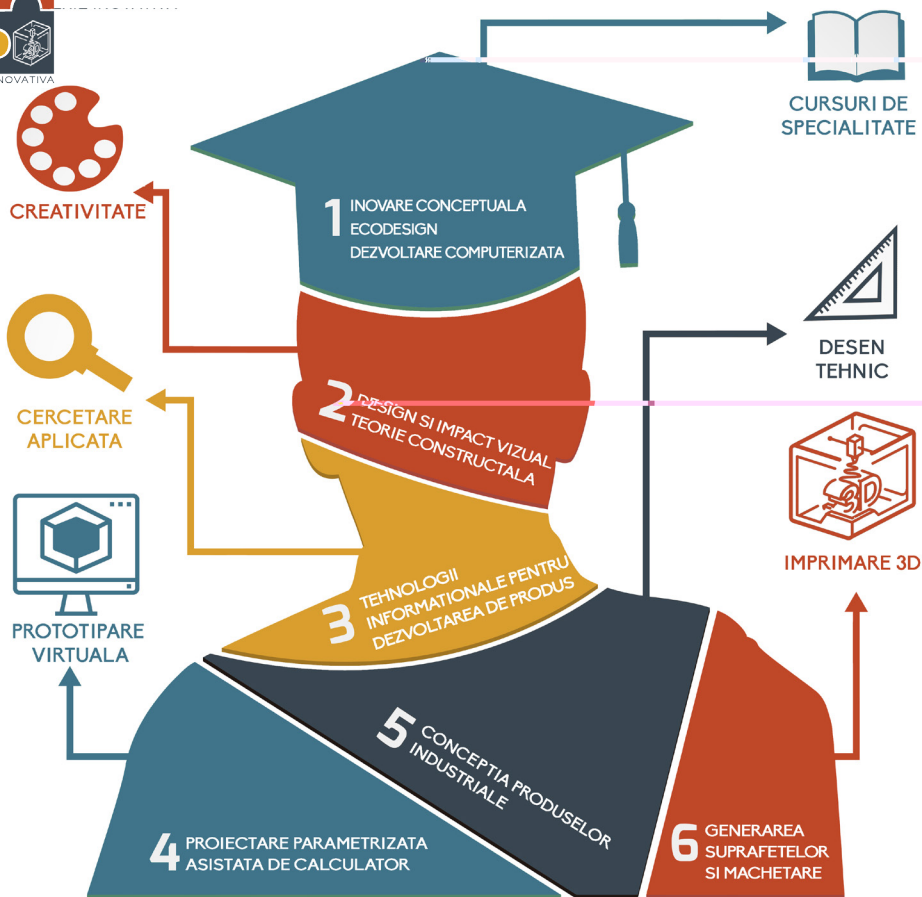 NOVATIVA
CURSURI DE
SPECIALITATE
CREATIVITATE
1 INOVARE CONCEPTUALA
ECODESIGN
DEZVOLTARE COMPUTERIZATA
DESEN
TEHNIC
2 DESIGN SI IMPACT VIZUAL
TEORIE CONSTRUCTALA
CERCETARE
APLICATA
3D
IMPRIMARE 3D
3 TEHNOLOGII
INFORMATIONALE PENTRU
DEZVOLTAREA DE PRODUS
PROTOTIPARE
VIRTUALA
5 CONCEPTIA PRODUSELOR
INDUSTRIALE
4 PROIECTARE PARAMETRIZATA
ASISTATA DE CALCULATOR
6 GENERAREA
SUPRAFETELOR
SI MACHETARE